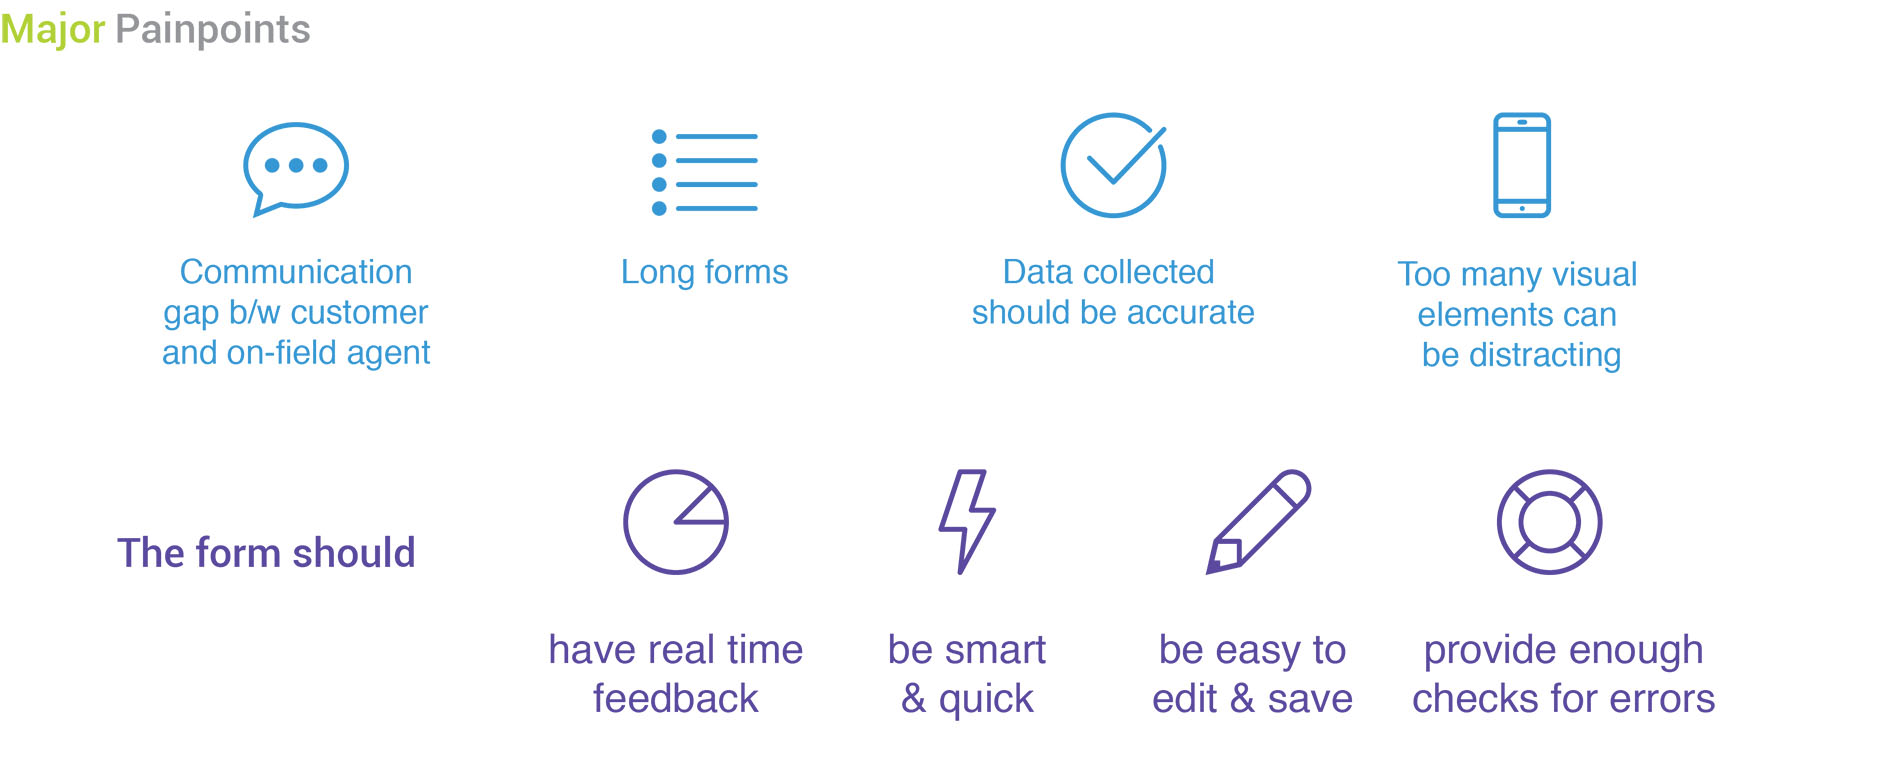 Major Painpoints
Communication
gap b/w customer
and on-field agent
Long forms
Data collected
should be accurate
Too many visual
elements can
be distracting
The form should
have real time
feedback
be smart
& quick
be easy to
edit & save
provide enough
checks for errors